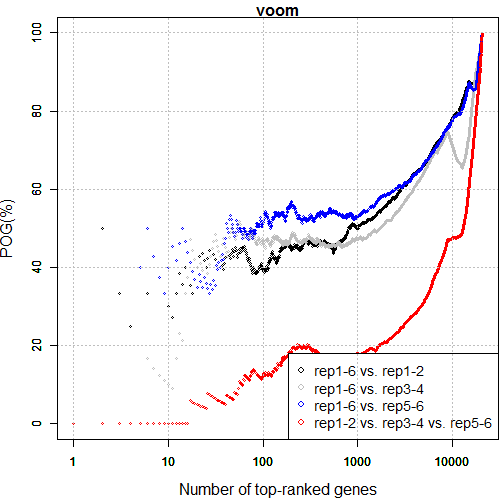 voom
POG(%)
100
80
60
40
20
0
1 10 100 1000 10000
Number of top-ranked genes
rep1-6 vs. rep1-2
rep1-6 vs. rep3-4
rep1-6 vs. rep5-6
rep1-2 vs. rep3-4 vs. rep5-6